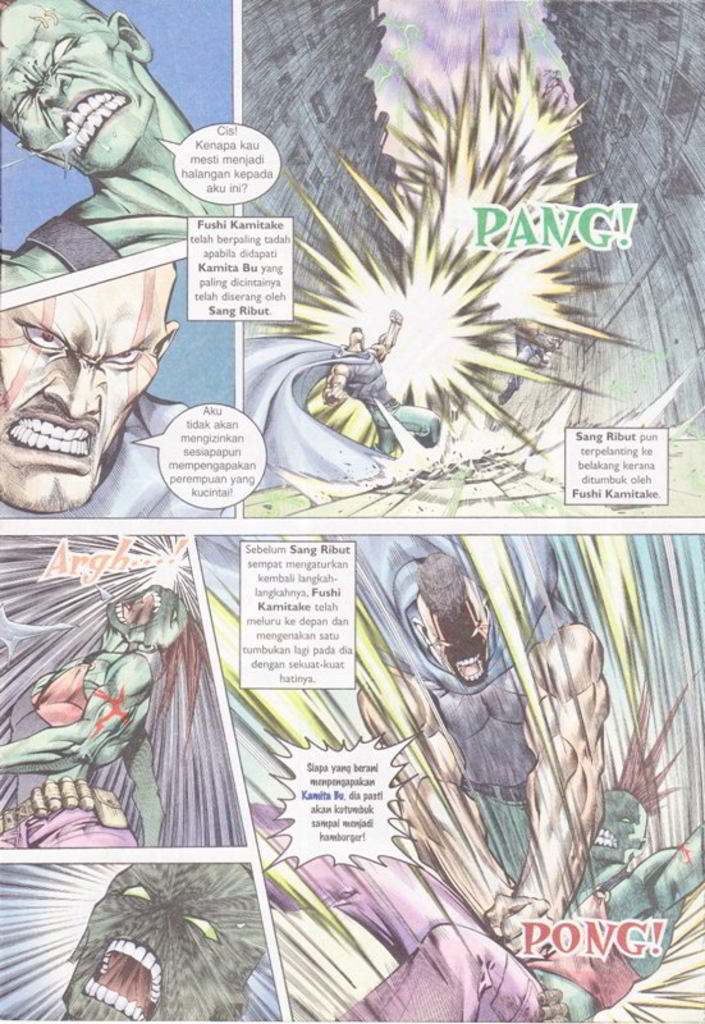 Cis!
Kenapa kau
mesti menjadi
halangan kepada
aku ini?
Fushi Kamitake
telah berpaling tadah
apabila didapati
Kamita Bu yang
paling dicintainya
telah diserang oleh
Sang Ribut.
PANG!
Aku
tidak akan
mengizinkan
sesiapapun
mempengapakan
perempuan yang
kucintai!
Sang Ribut pun
terpelanting ke
belakang kerana
ditumbuk oleh
Fushi Kamitake.
Argh....!
Sebelum Sang Ribut
sempat mengaturkan
kembali langkah-
langkahnya, Fushi
Kamitake telah
meluru ke depan dan
mengenakan satu
tumbukan lagi pada dia
dengan sekuat-kuat
hatinya.
Siapa yang berani
menpengapakan
Kamita Bu, dia pasti
akan kutumbuk
sampai menjadi
hamburger!
PONG!